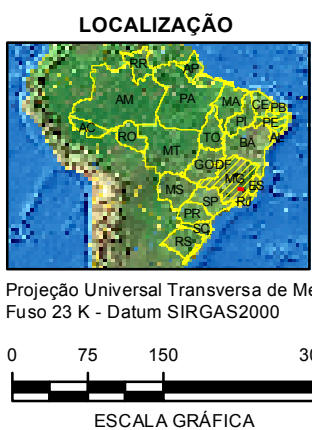 LOCALIZAÇÃO
RR AP
AM PA MA CE PB
PI PE
AC RO TO BA
MT
GO DF
MG ES
MS SP RJ
PR
SC
RS
Projeção Universal Transversa de
Fuso 23 K - Datum SIRGAS2000
0 75 150
ESCALA GRÁFICA